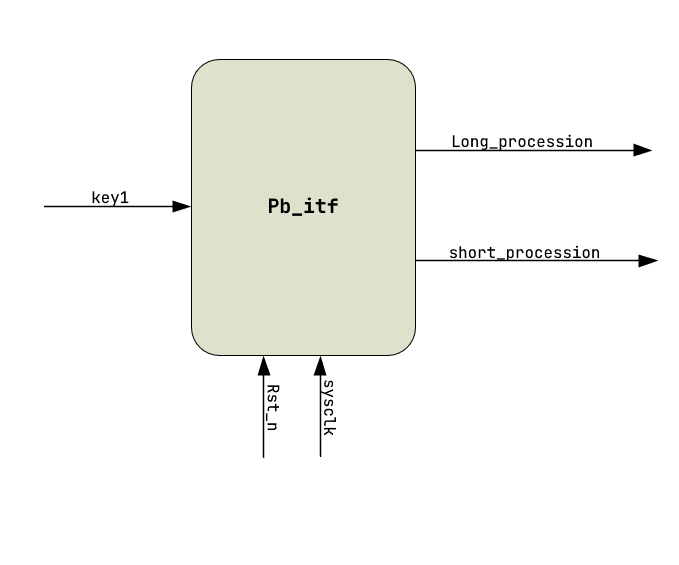 Long_procession
key1
Pb_itf
short_procession
Rst_n
sysclk